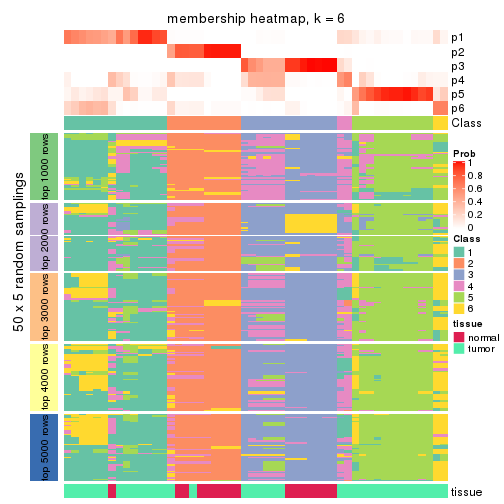 membership heatmap, k = 6
p1
p2
p3
p4
p5
p6
Class
50 x 5 random samplings
top 1000 rows
top 2000 rows
top 3000 rows
top 4000 rows
top 5000 rows
tissue
Prob
1
0.8
0.6
0.4
0.2
0
Class
1
2
3
4
5
6
tissue
normal
tumor